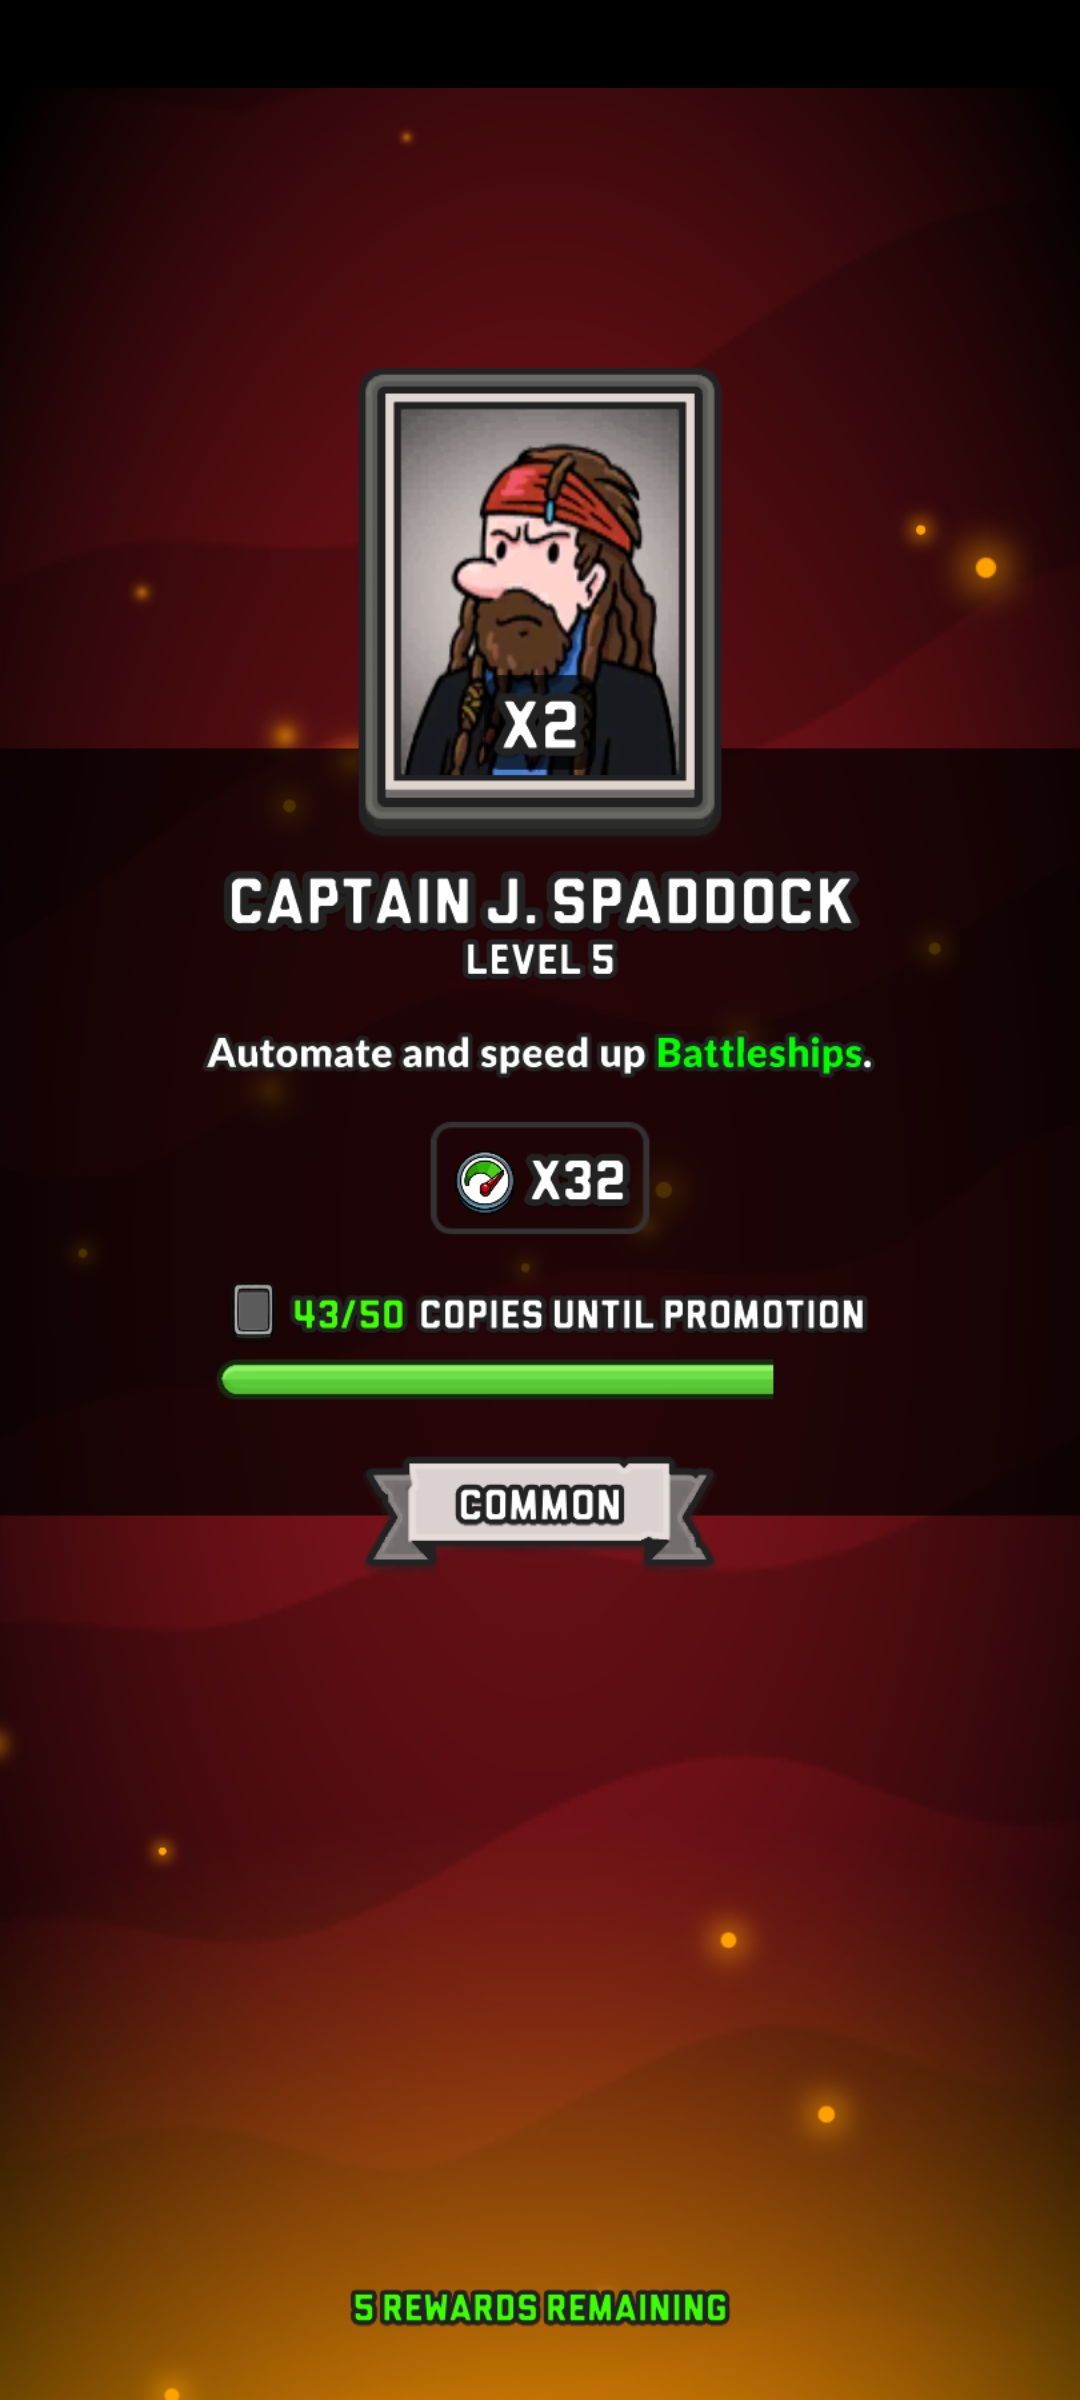 X2
CAPTAIN J. SPADDOCK
LEVEL 5
Automate and speed up Battleships.
X32
43/50 COPIES UNTIL PROMOTION
COMMON
5 REWARDS REMAINING